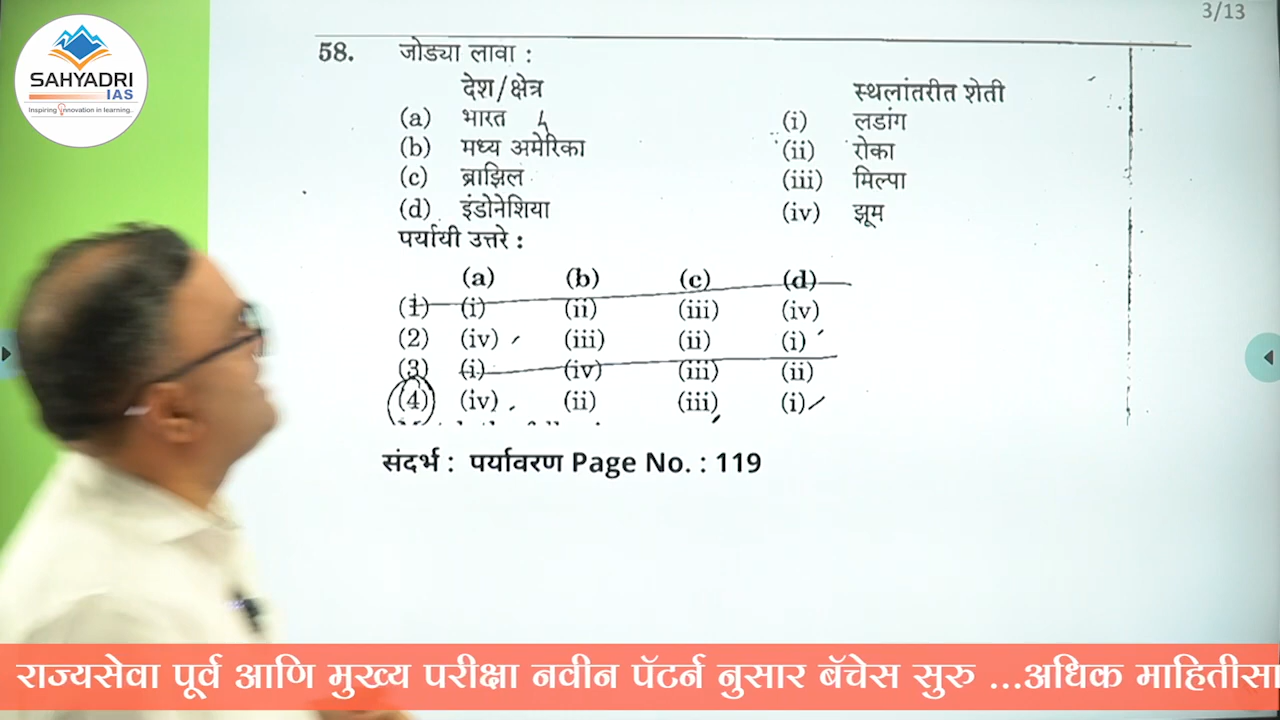 3/13
SAHYADRI
IAS
Inspiring innovation in learning..
58. जोड्या लावा :
देश/क्षेत्र स्थलांतरीत शेती
(a) भारत 4 (i) लडांग
(b) मध्य अमेरिका (ii) रोका
(c) ब्राझिल (iii) मिल्पा
(d) इंडोनेशिया (iv) झूम
पर्यायी उत्तरे :
(a) (b) (c) (d)
(1) (i) (ii) (iii) (iv)
(2) (iv) (iii) (ii) (i)
(3) (i) (iv) (iii) (ii)
(4) (iv) (ii) (iii) (i)
संदर्भ : पर्यावरण Page No. : 119
राज्यसेवा पूर्व आणि मुख्य परीक्षा नवीन पॅटर्न नुसार बॅचेस सुरु ...अधिक माहितीसा